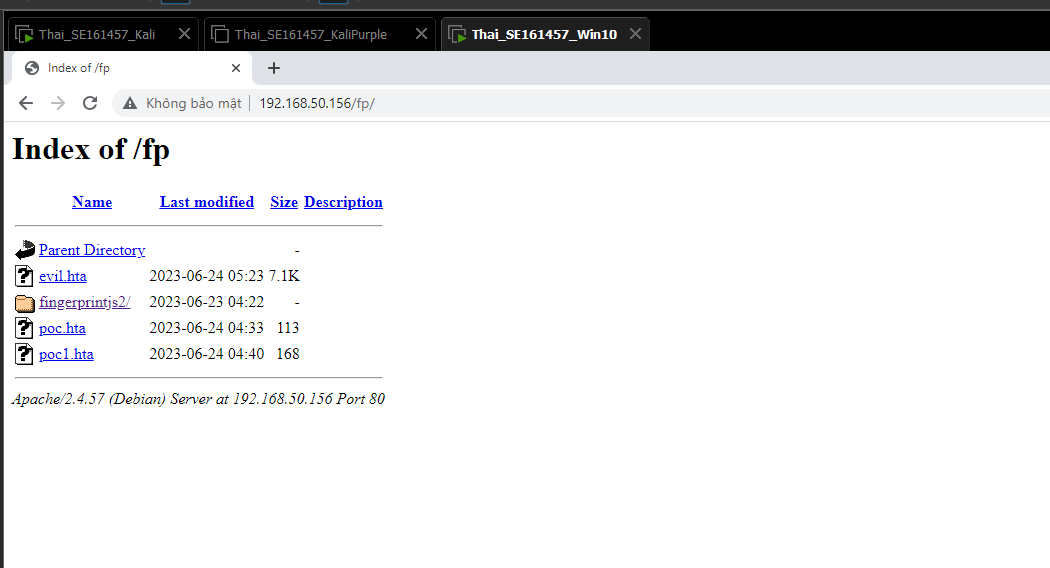 Thai_SE161457_Kali Thai_SE161457_KaliPurple Thai_SE161457_Win10
Index of /fp
Không bảo mật 192.168.50.156/fp/
Index of /fp
Name Last modified Size Description
Parent Directory -
evil.hta 2023-06-24 05:23 7.1K
fingerprintjs2/ 2023-06-23 04:22 -
poc.hta 2023-06-24 04:33 113
poc1.hta 2023-06-24 04:40 168
Apache/2.4.57 (Debian) Server at 192.168.50.156 Port 80